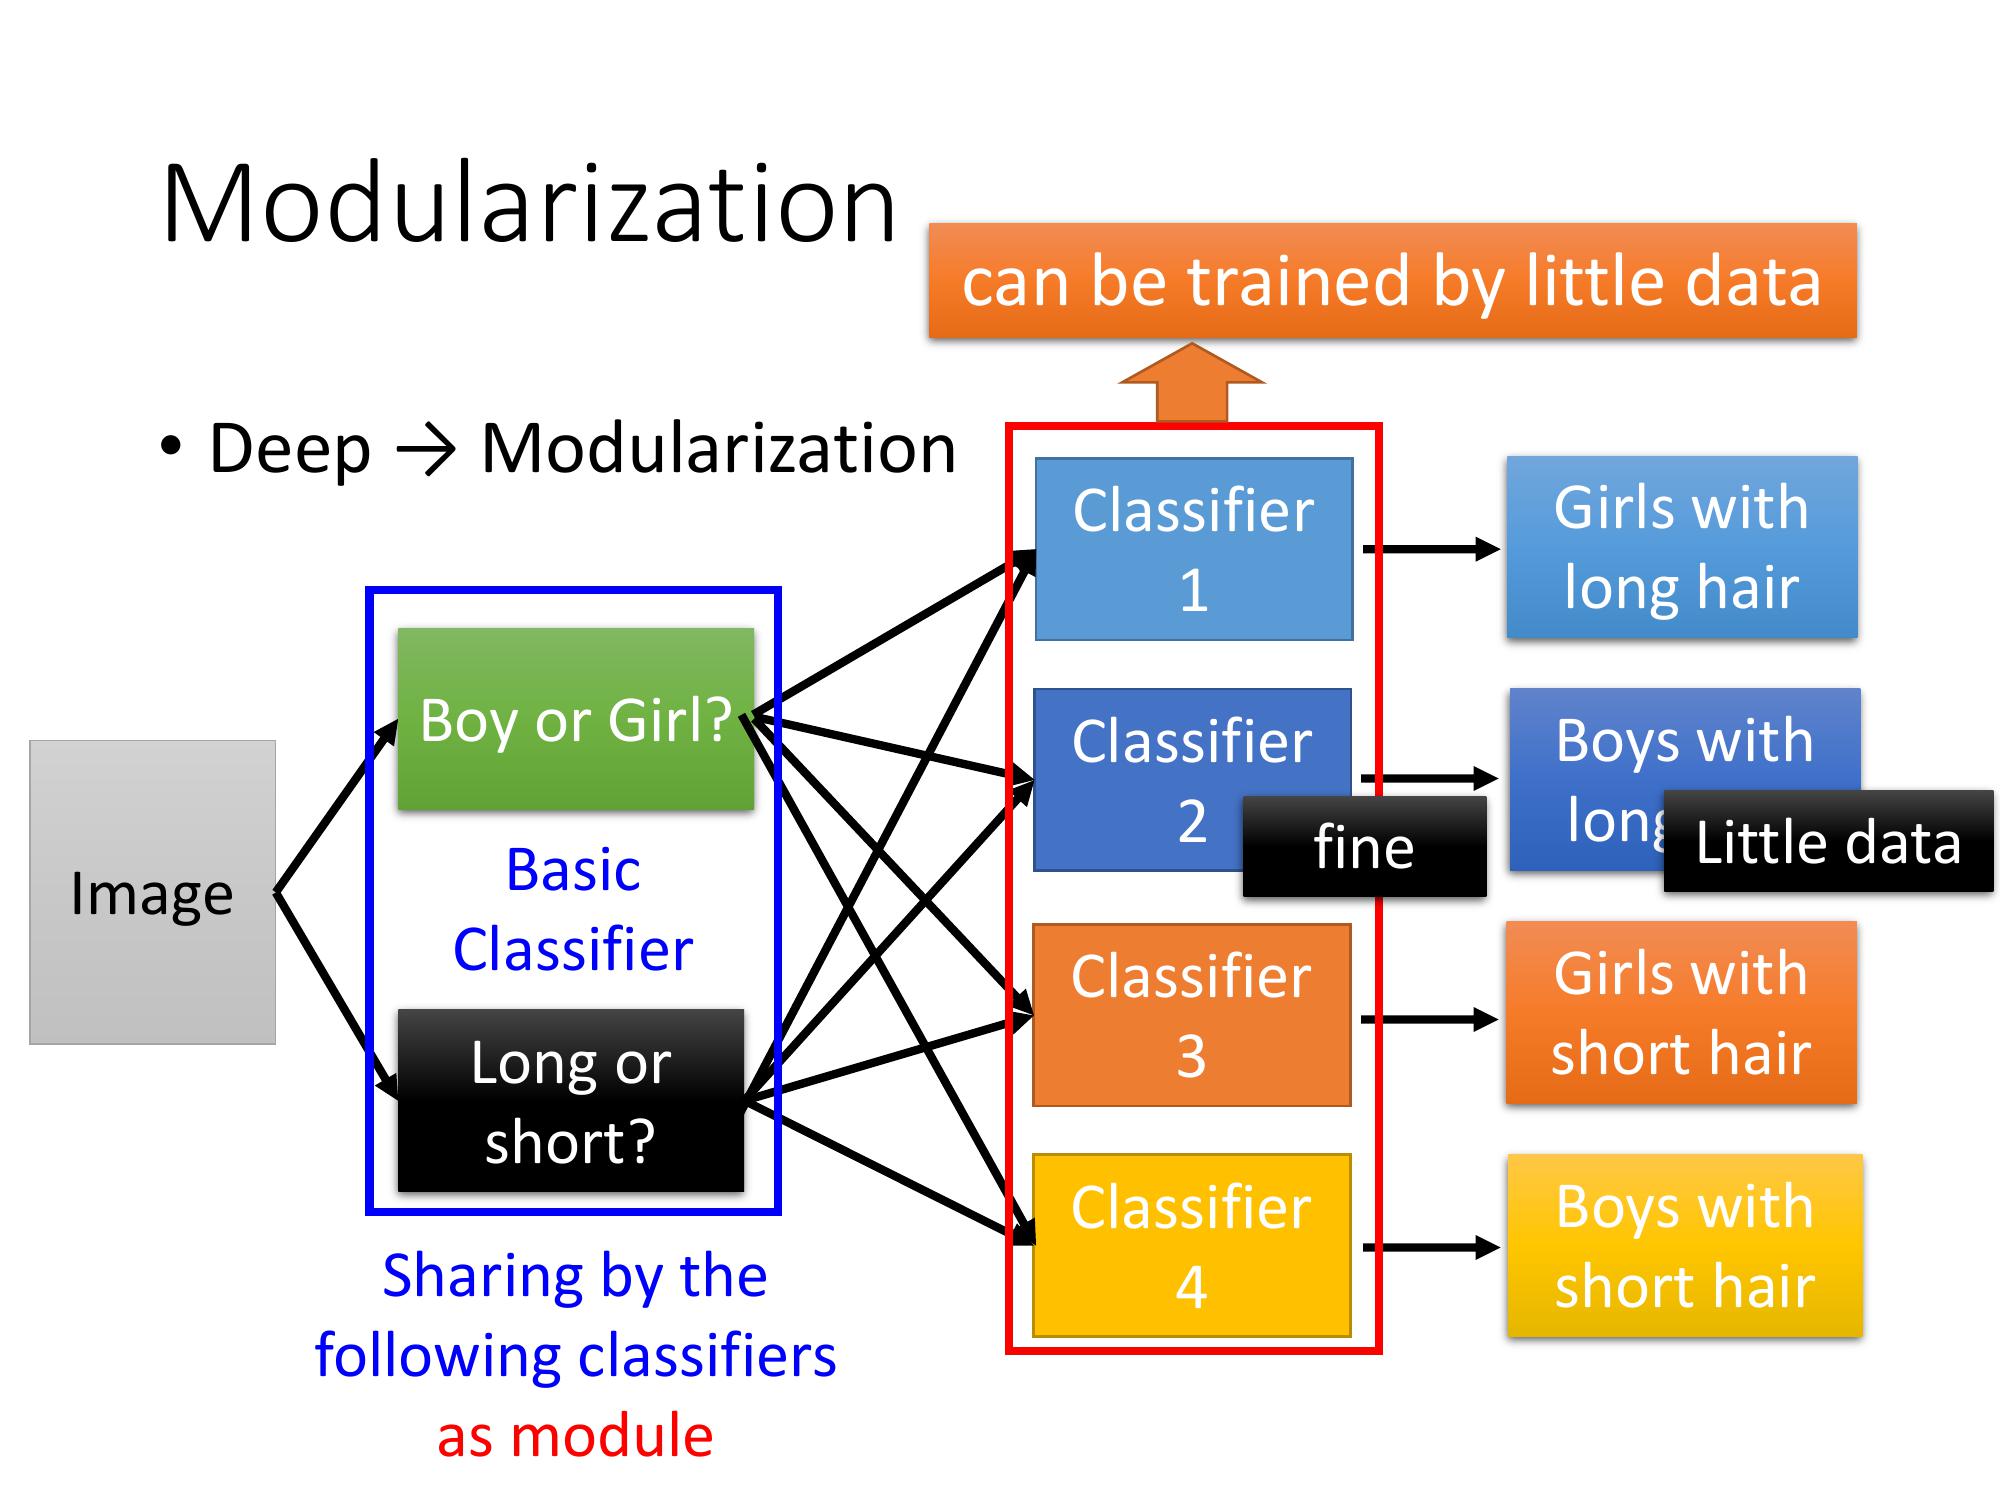 Modularization
can be trained by little data
• Deep → Modularization
Classifier
1
Girls with
long hair
Boy or Girl?
Classifier
2
Boys with
long
fine
Little data
Image
Basic
Classifier
Classifier
3
Girls with
short hair
Long or
short?
Classifier
4
Boys with
short hair
Sharing by the
following classifiers
as module